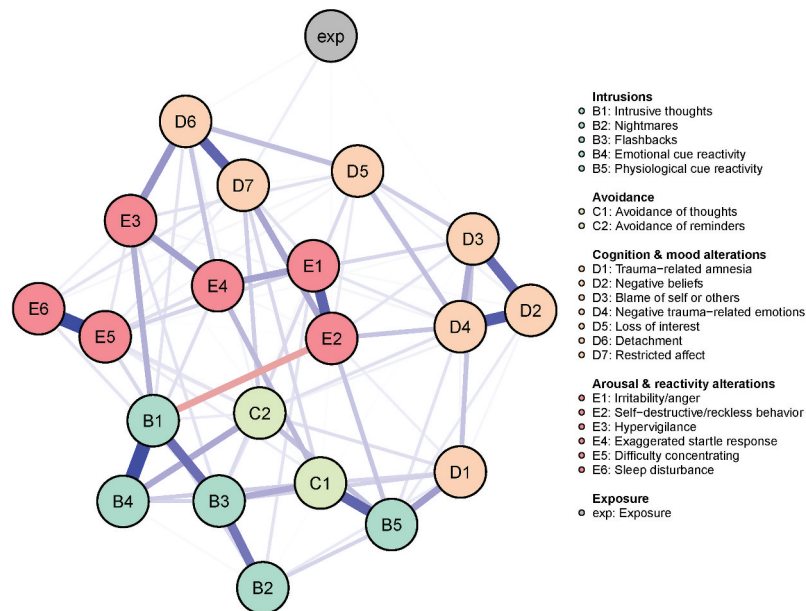 exp
D6
D7
D5
E3
D3
E1
E4
E6
D2
D4
E5
E2
C2
B1
D1
C1
B4
B3
B5
B2
Intrusions
B1: Intrusive thoughts
B2: Nightmares
B3: Flashbacks
B4: Emotional cue reactivity
B5: Physiological cue reactivity
Avoidance
C1: Avoidance of thoughts
C2: Avoidance of reminders
Cognition & mood alterations
D1: Trauma−related amnesia
D2: Negative beliefs
D3: Blame of self or others
D4: Negative trauma−related emotions
D5: Loss of interest
D6: Detachment
D7: Restricted affect
Arousal & reactivity alterations
E1: Irritability/anger
E2: Self−destructive/reckless behavior
E3: Hypervigilance
E4: Exaggerated startle response
E5: Difficulty concentrating
E6: Sleep disturbance
Exposure
exp: Exposure